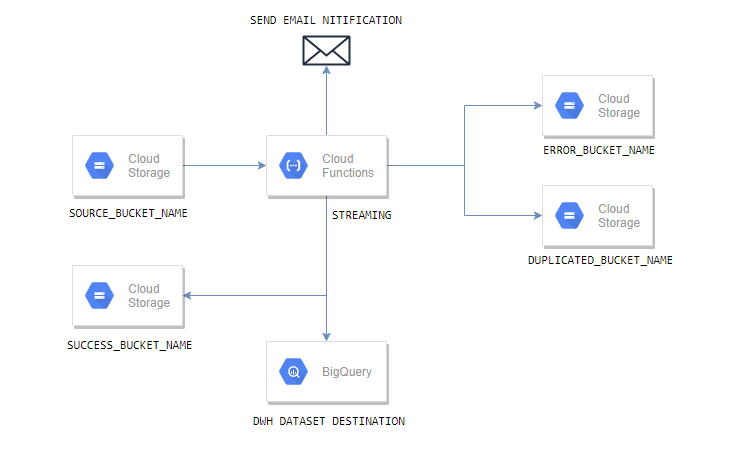 SEND EMAIL NITIFICATION
Cloud
Storage
ERROR_BUCKET_NAME
Cloud
Storage
SOURCE_BUCKET_NAME
Cloud
Functions
STREAMING
Cloud
Storage
DUPLICATED_BUCKET_NAME
Cloud
Storage
SUCCESS_BUCKET_NAME
BigQuery
DWH DATASET DESTINATION